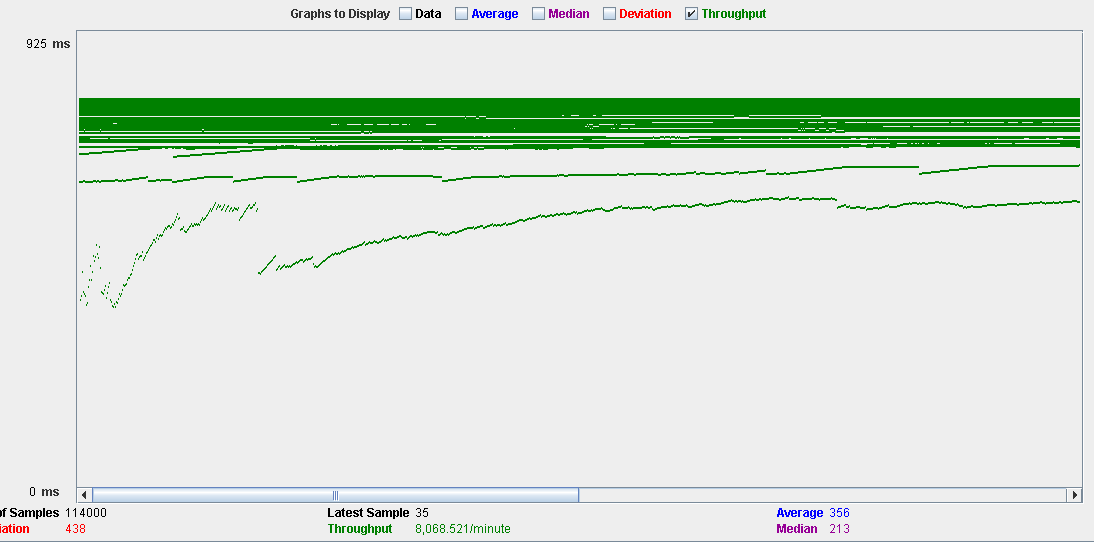 Graphs to Display Data Average Median Deviation Throughput
925 ms
0 ms
of Samples 114000 Latest Sample 35 Average 356
iation 438 Throughput 8,068.521/minute Median 213